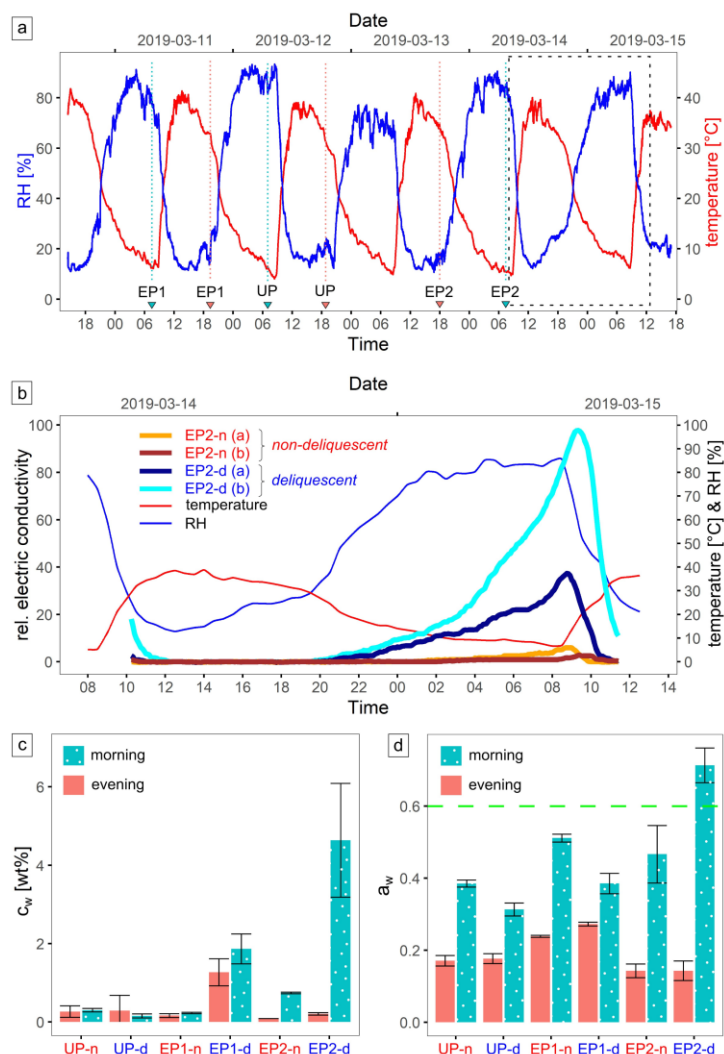 a
Date
2019-03-11 2019-03-12 2019-03-13 2019-03-14 2019-03-15
80
60
40
20
0
RH [%]
40
30
20
10
0
temperature [°C]
EP1 EP1 UP UP EP2 EP2
18 00 06 12 18 00 06 12 18 00 06 12 18 00 06 12 18 00 06 12 18
Time
b
Date
2019-03-14 2019-03-15
100
80
60
40
20
0
rel. electric conductivity
EP2-n (a)
EP2-n (b)
non-deliquescent
EP2-d (a)
EP2-d (b)
deliquescent
temperature
RH
100
90
80
70
60
50
40
30
20
10
0
temperature [°C] & RH [%]
08 10 12 14 16 18 20 22 00 02 04 06 08 10 12 14
Time
c
morning
evening
6
4
2
0
c_w [wt%]
UP-n UP-d EP1-n EP1-d EP2-n EP2-d
d
morning
evening
0.6
0.4
0.2
0.0
a_w
UP-n UP-d EP1-n EP1-d EP2-n EP2-d